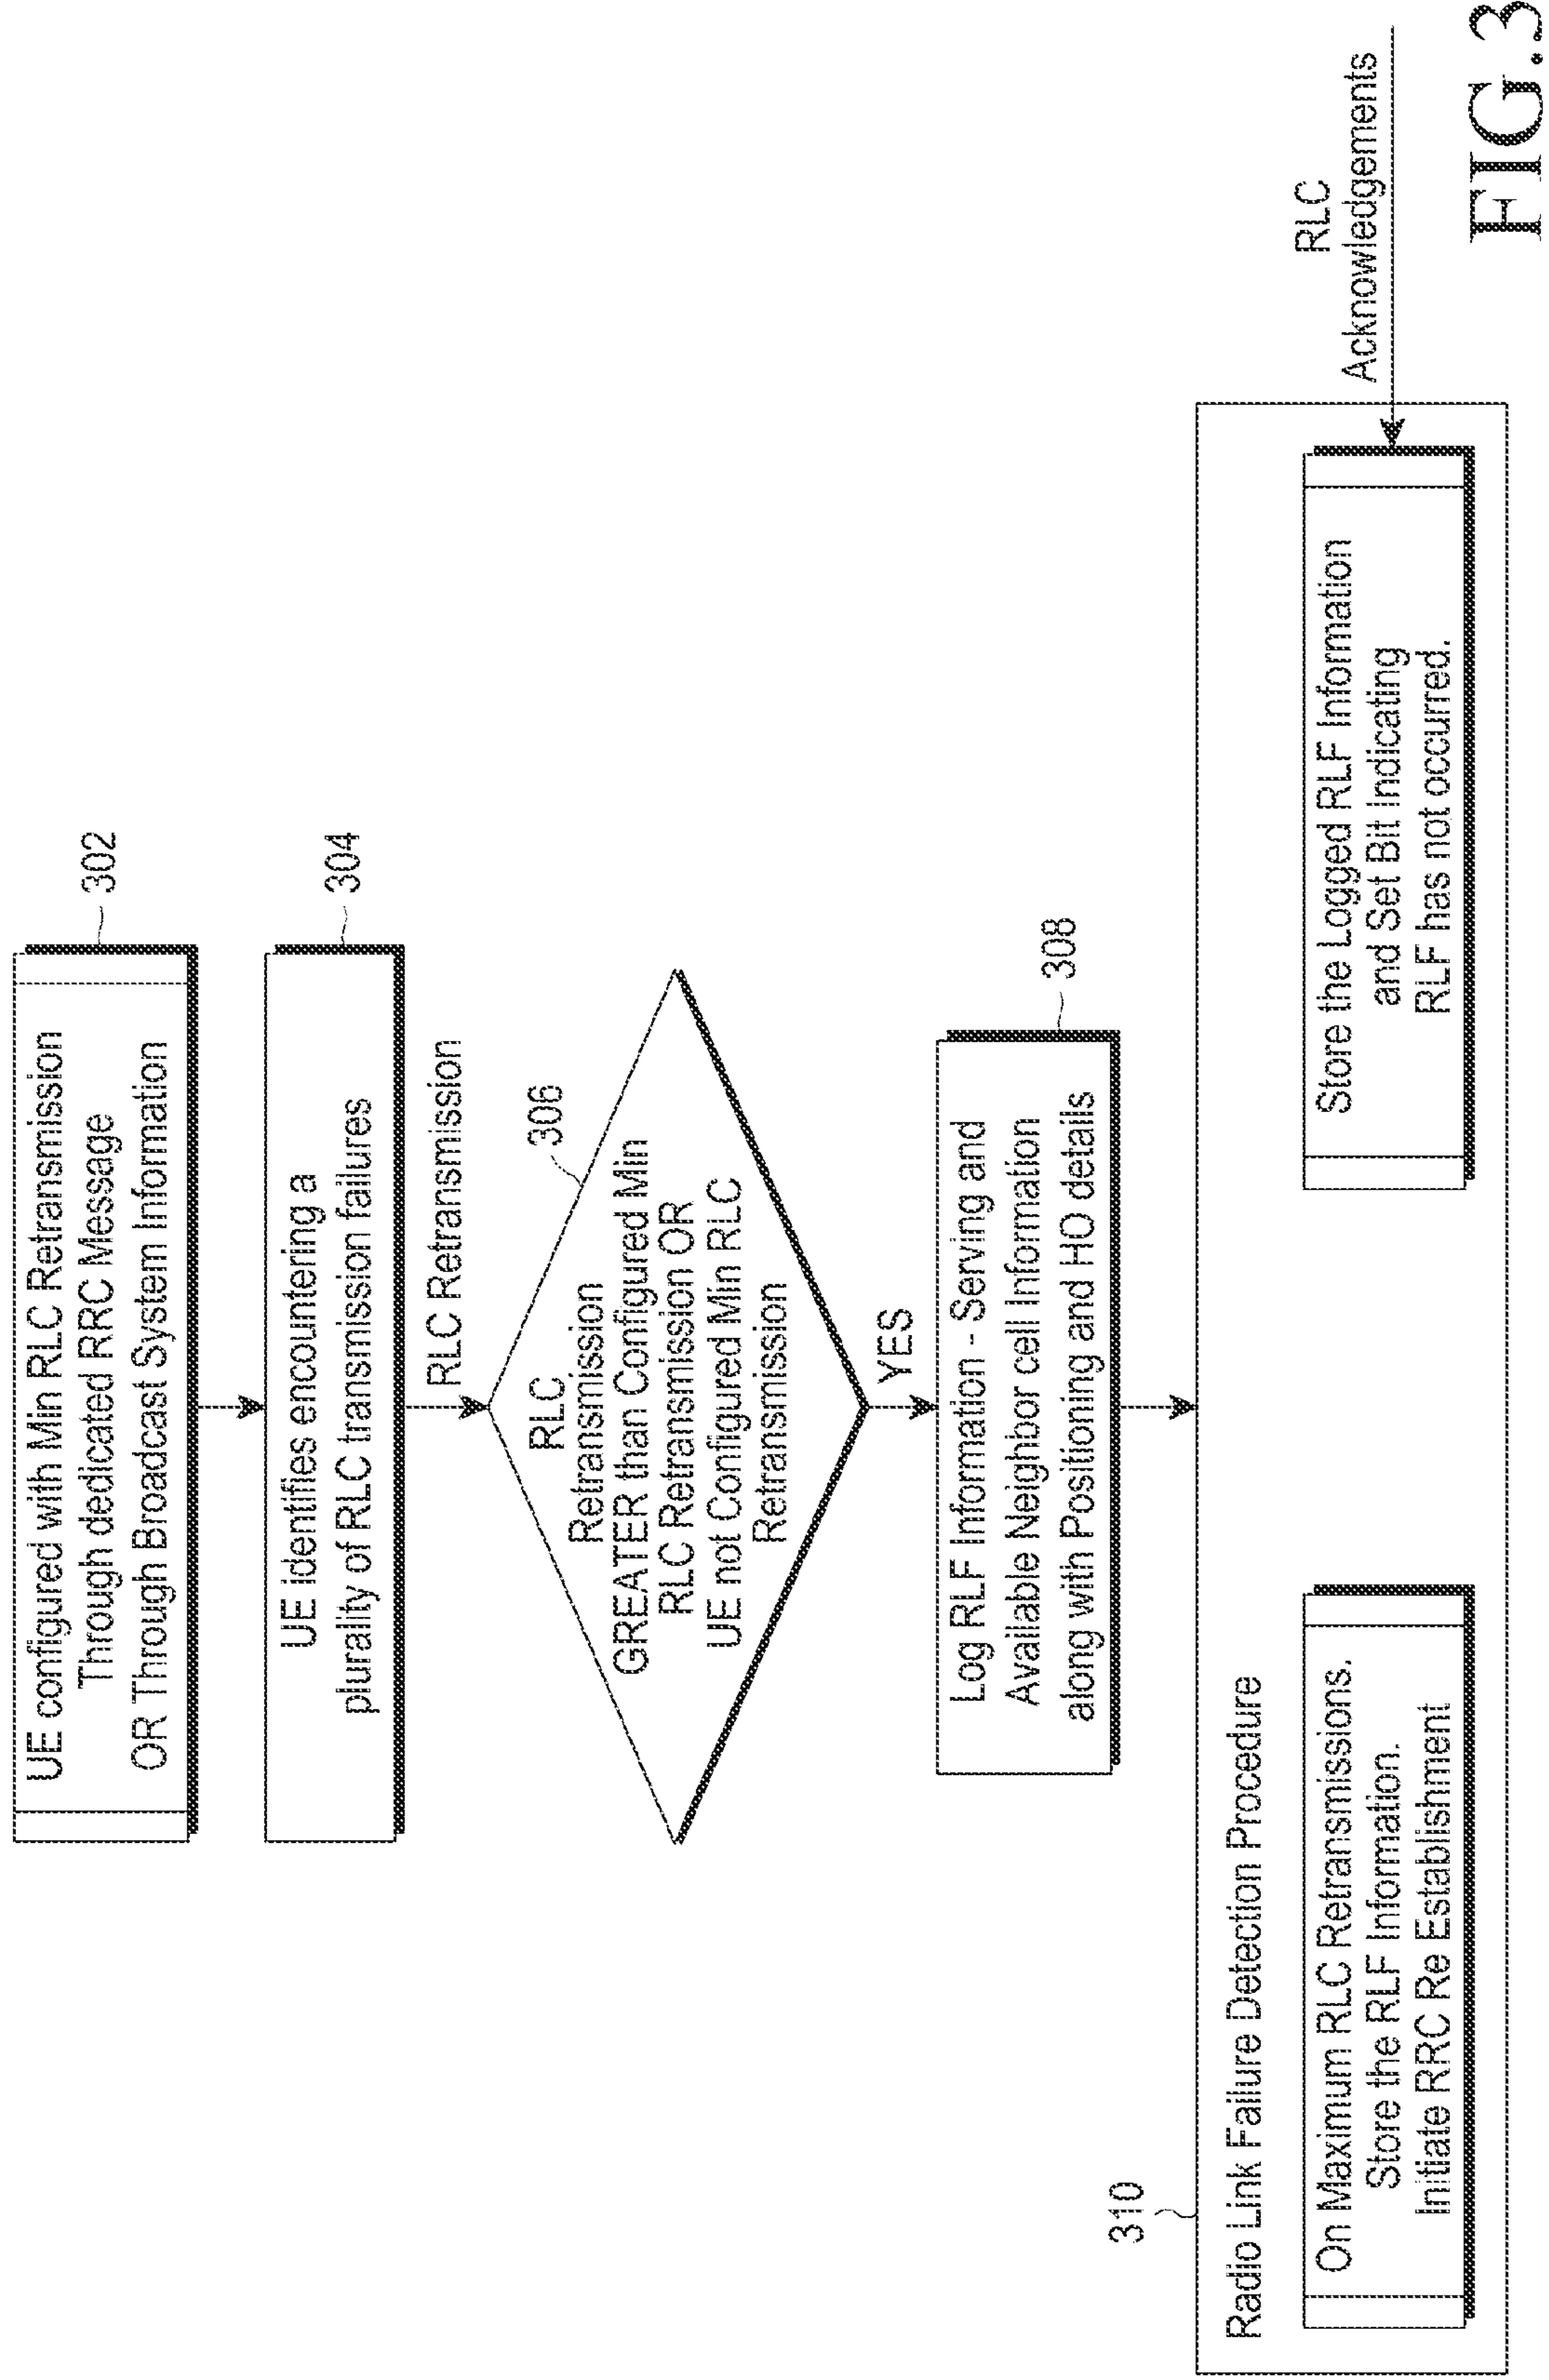 UE configured with Min RLC Retransmission
Through dedicated RRC Message
OR Through Broadcast System Information
302
UE identifies encountering a
plurality of RLC transmission failures
304
RLC Retransmission
306
RLC
Retransmission
GREATER than Configured Min
RLC Retransmission OR
UE not Configured Min RLC
Retransmission
YES
Log RLF Information - Serving and
Available Neighbor cell Information
along with Positioning and HO details
308
310
Radio Link Failure Detection Procedure
On Maximum RLC Retransmissions.
Store the RLF Information.
Initiate RRC Re Establishment
Store the Logged RLF Information
and Set Bit Indicating
RLF has not occurred.
RLC
Acknowledgements
FIG.3